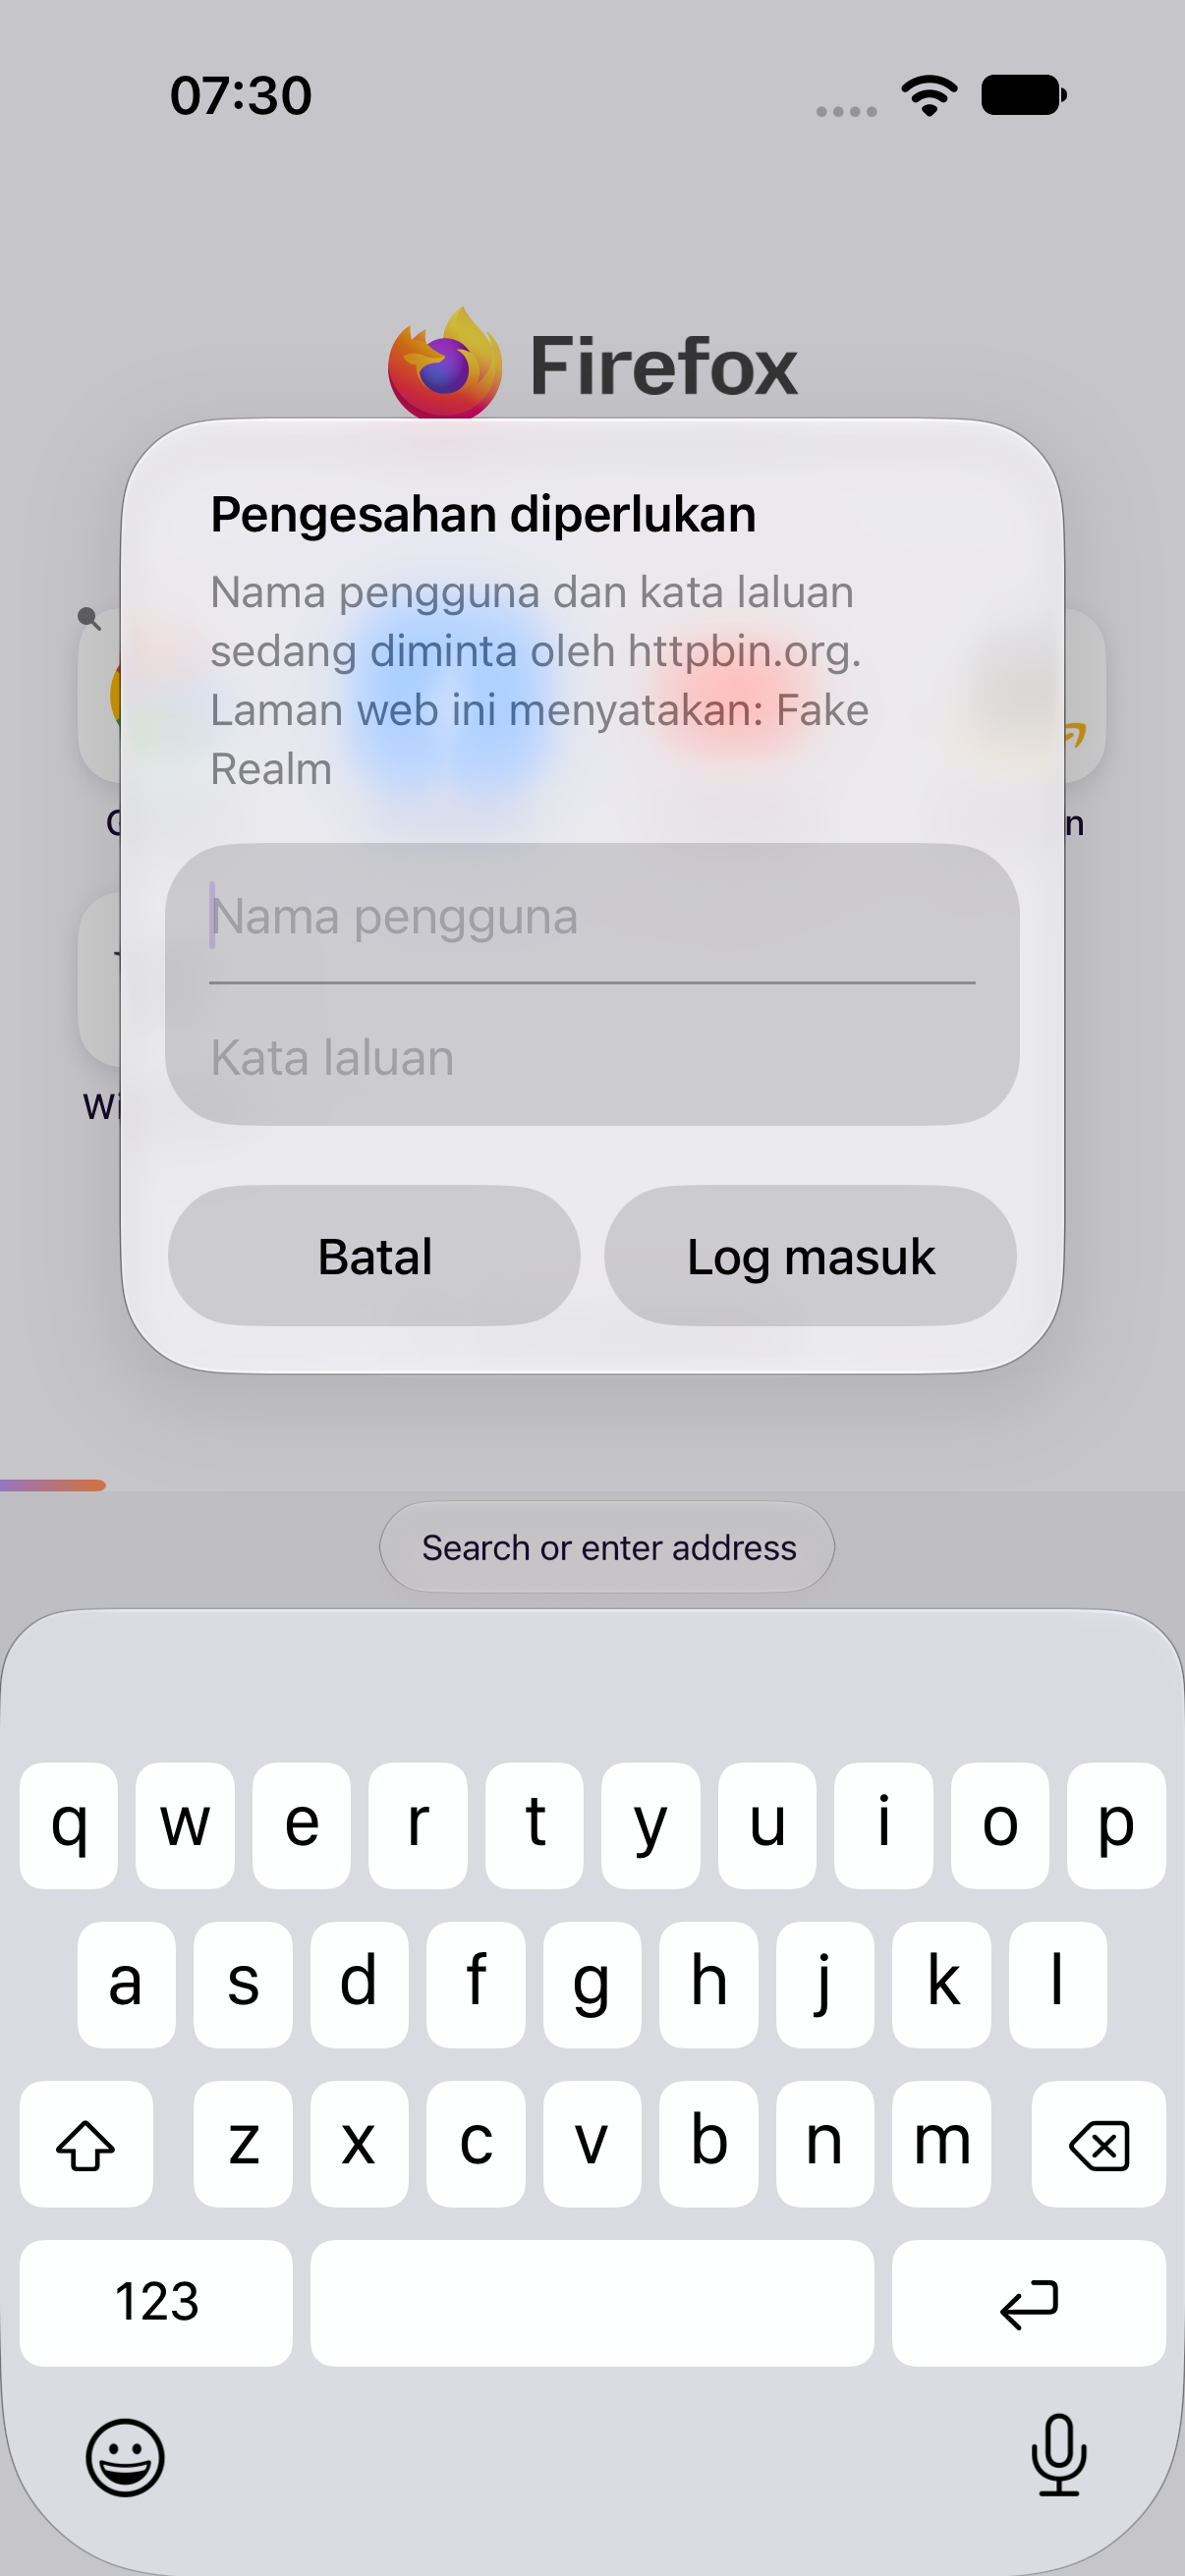 07:30
Firefox
Pengesahan diperlukan
Nama pengguna dan kata laluan
sedang diminta oleh httpbin.org.
Laman web ini menyatakan: Fake
Realm
Nama pengguna
Kata laluan
Batal
Log masuk
Search or enter address
q w e r t y u i o p
a s d f g h j k l
z x c v b n m
123